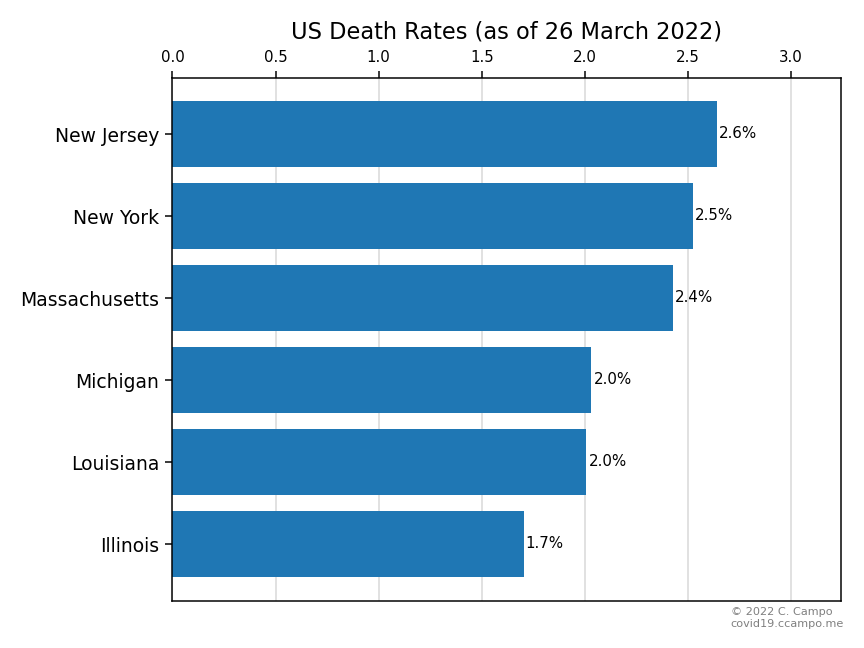 US Death Rates (as of 26 March 2022)
0.0 0.5 1.0 1.5 2.0 2.5 3.0
New Jersey 2.6%
New York 2.5%
Massachusetts 2.4%
Michigan 2.0%
Louisiana 2.0%
Illinois 1.7%
© 2022 C. Campo
covid19.ccampo.me